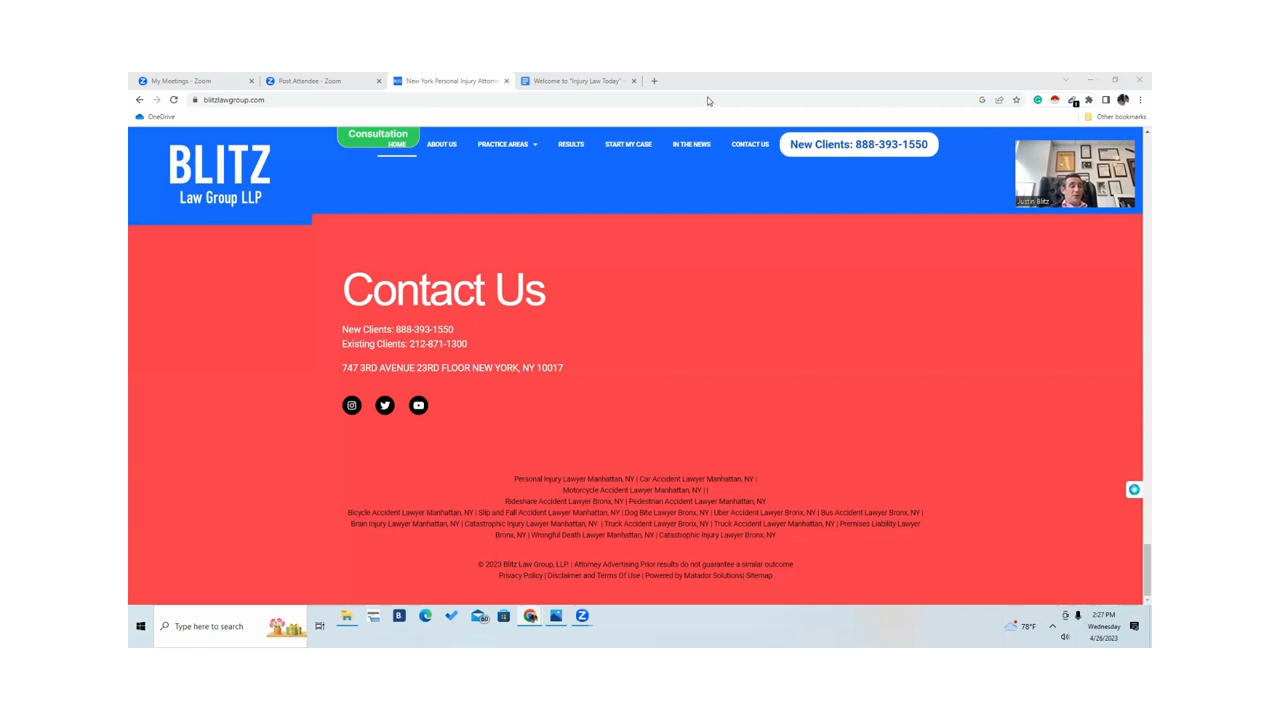 My Meetings - Zoom
Post Attendee - Zoom
New York Personal Injury Attorn
Welcome to "Injury Law Today" -
blitzlawgroup.com
OneDrive
Other bookmarks
Consultation
BLITZ
Law Group LLP
HOME
ABOUT US
PRACTICE AREAS
RESULTS
START MY CASE
IN THE NEWS
CONTACT US
New Clients: 888-393-1550
Justin Blitz
Contact Us
New Clients: 888-393-1550
Existing Clients: 212-871-1300
747 3RD AVENUE 23RD FLOOR NEW YORK, NY 10017
Personal Injury Lawyer Manhattan, NY | Car Accident Lawyer Manhattan, NY |
Motorcycle Accident Lawyer Manhattan, NY | |
Rideshare Accident Lawyer Bronx, NY | Pedestrian Accident Lawyer Manhattan, NY
Bicycle Accident Lawyer Manhattan, NY | Slip and Fall Accident Lawyer Manhattan, NY | Dog Bite Lawyer Bronx, NY | Uber Accident Lawyer Bronx, NY | Bus Accident Lawyer Bronx, NY |
Brain Injury Lawyer Manhattan, NY | Catastrophic Injury Lawyer Manhattan, NY | Truck Accident Lawyer Bronx, NY | Truck Accident Lawyer Manhattan, NY | Premises Liability Lawyer
Bronx, NY | Wrongful Death Lawyer Manhattan, NY | Catastrophic Injury Lawyer Bronx, NY
© 2023 Blitz Law Group, LLP. | Attorney Advertising Prior results do not guarantee a similar outcome
Privacy Policy | Disclaimer and Terms Of Use | Powered by Matador Solutions| Sitemap
Type here to search
B
60
78°F
2:27 PM
Wednesday
4/26/2023